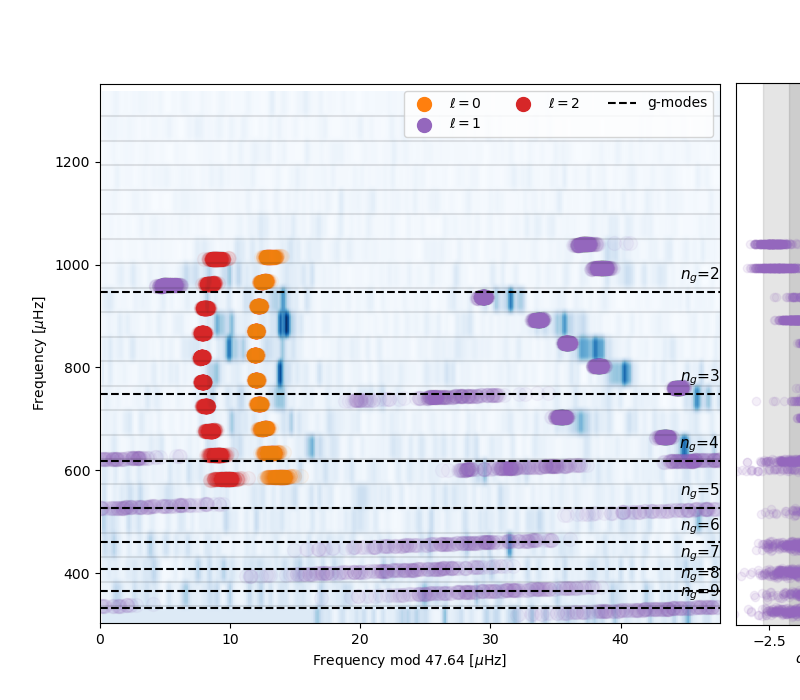 ℓ = 0
ℓ = 2
g-modes
ℓ = 1
1200
1000
800
600
400
Frequency [μHz]
n_g=2
n_g=3
n_g=4
n_g=5
n_g=6
n_g=7
n_g=8
n_g=9
0
10
20
30
40
−2.5
Frequency mod 47.64 [μHz]